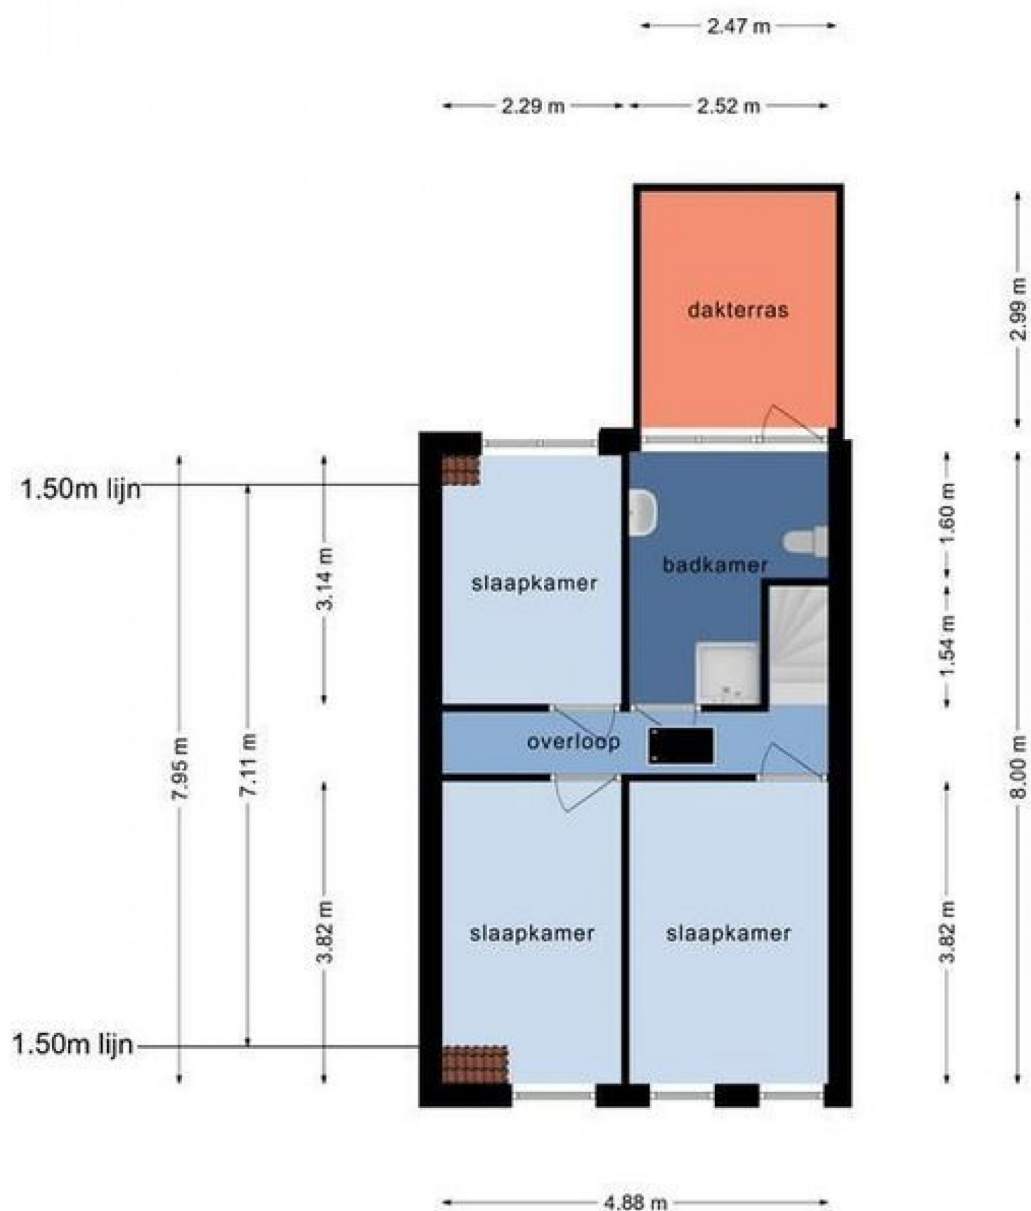 2.47 m
2.29 m
2.52 m
dakterras
2.99 m
1.50m lijn
1.60 m
badkamer
3.14 m
slaapkamer
1.54 m
overloop
7.95 m
7.11 m
8.00 m
3.82 m
slaapkamer
slaapkamer
3.82 m
1.50m lijn
4.88 m